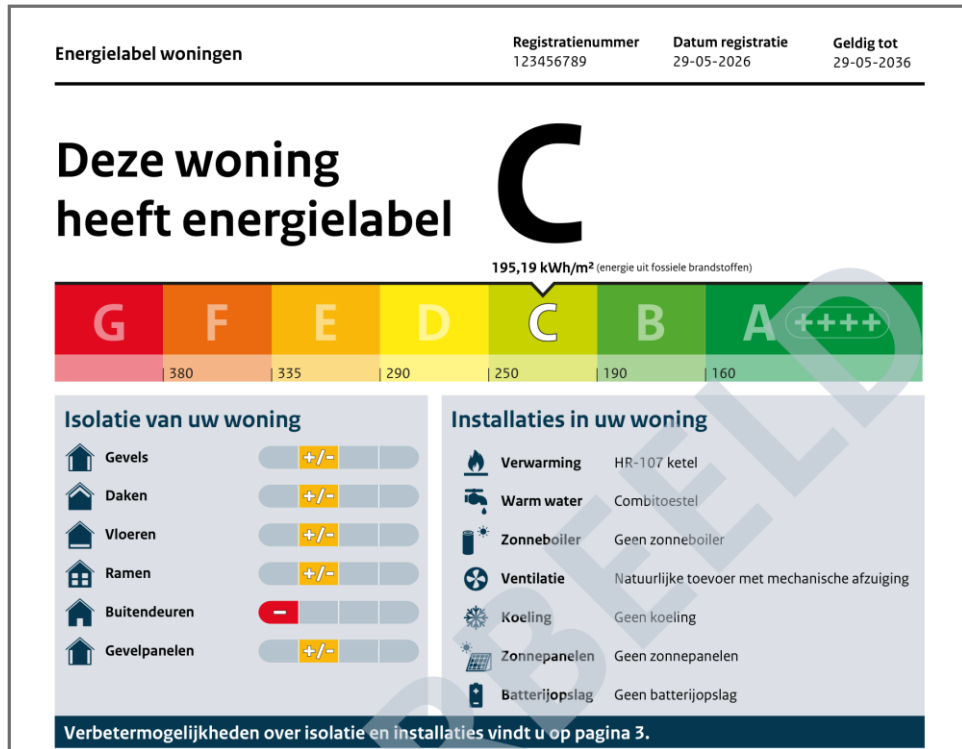 Energielabel woningen
Registratienummer
123456789
Datum registratie
29-05-2026
Geldig tot
29-05-2036
Deze woning
heeft energielabel
C
195,19 kWh/m² (energie uit fossiele brandstoffen)
G F E D C B A ++++
380 335 290 250 190 160
Isolatie van uw woning
Gevels +/-
Daken +/-
Vloeren +/-
Ramen +/-
Buitendeuren -
Gevelpanelen +/-
Installaties in uw woning
Verwarming HR-107 ketel
Warm water Combitoestel
Zonneboiler Geen zonneboiler
Ventilatie Natuurlijke toevoer met mechanische afzuiging
Koeling Geen koeling
Zonnepanelen Geen zonnepanelen
Batterijopslag Geen batterijopslag
Verbetermogelijkheden over isolatie en installaties vindt u op pagina 3.
RBEELD